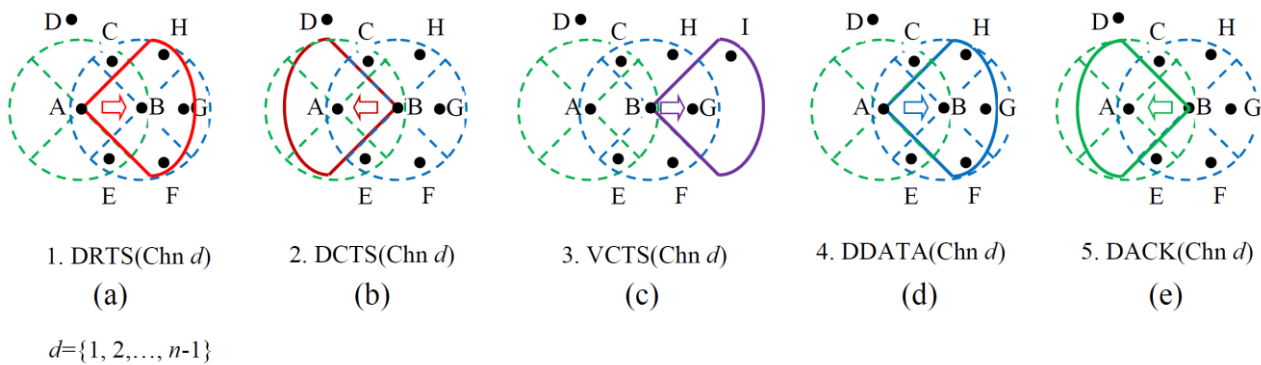 D C H
A B G
E F
1. DRTS(Chn d)
(a)
D C H
A B G
E F
2. DCTS(Chn d)
(b)
C H I
A B G
E F
3. VCTS(Chn d)
(c)
D C H
A B G
E F
4. DDATA(Chn d)
(d)
D C H
A B G
E F
5. DACK(Chn d)
(e)
d={1, 2,..., n-1}